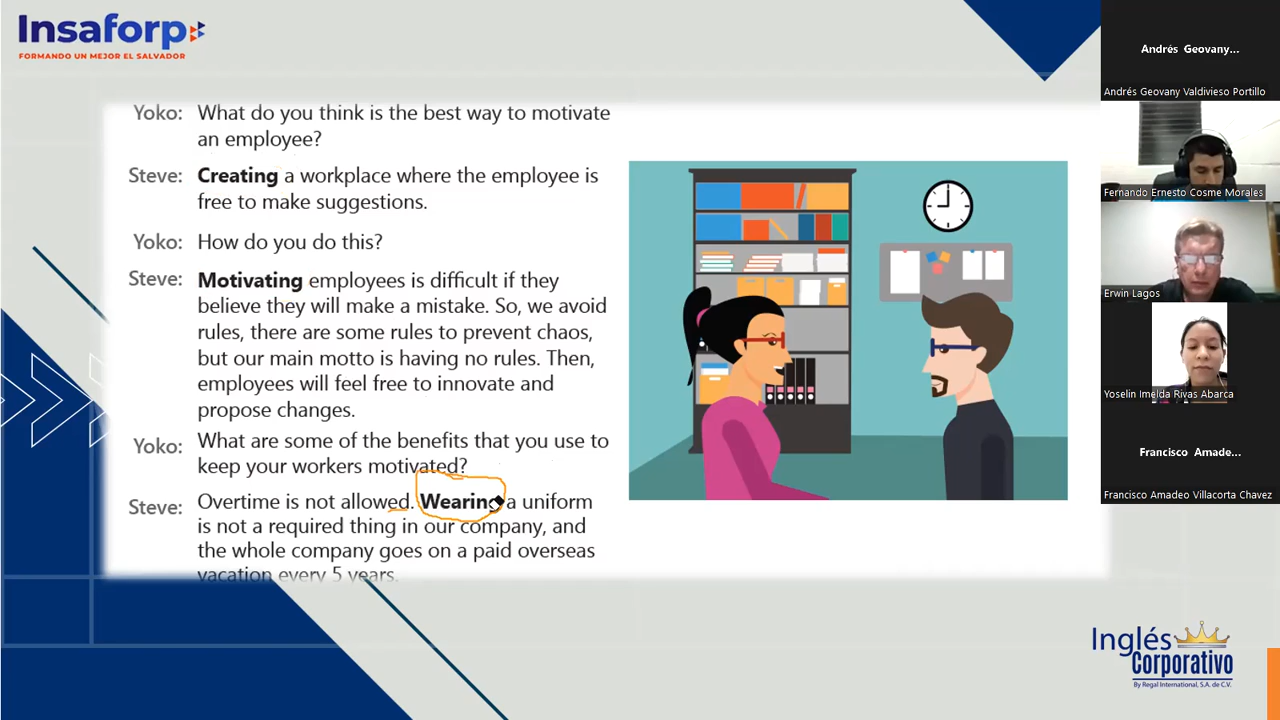 Insaforp
FORMANDO UN MEJOR EL SALVADOR
Yoko: What do you think is the best way to motivate
an employee?
Steve: Creating a workplace where the employee is
free to make suggestions.
Yoko: How do you do this?
Steve: Motivating employees is difficult if they
believe they will make a mistake. So, we avoid
rules, there are some rules to prevent chaos,
but our main motto is having no rules. Then,
employees will feel free to innovate and
propose changes.
Yoko: What are some of the benefits that you use to
keep your workers motivated?
Steve: Overtime is not allowed. Wearing a uniform
is not a required thing in our company, and
the whole company goes on a paid overseas
vacation every 5 years.
Andrés Geovany...
Andrés Geovany Valdivieso Portillo
Fernando Ernesto Cosme Morales
Erwin Lagos
Yoselin Imelda Rivas Abarca
Francisco Amade...
Francisco Amadeo Villacorta Chavez
Inglés
Corporativo
By Regal International, S.A. de C.V.